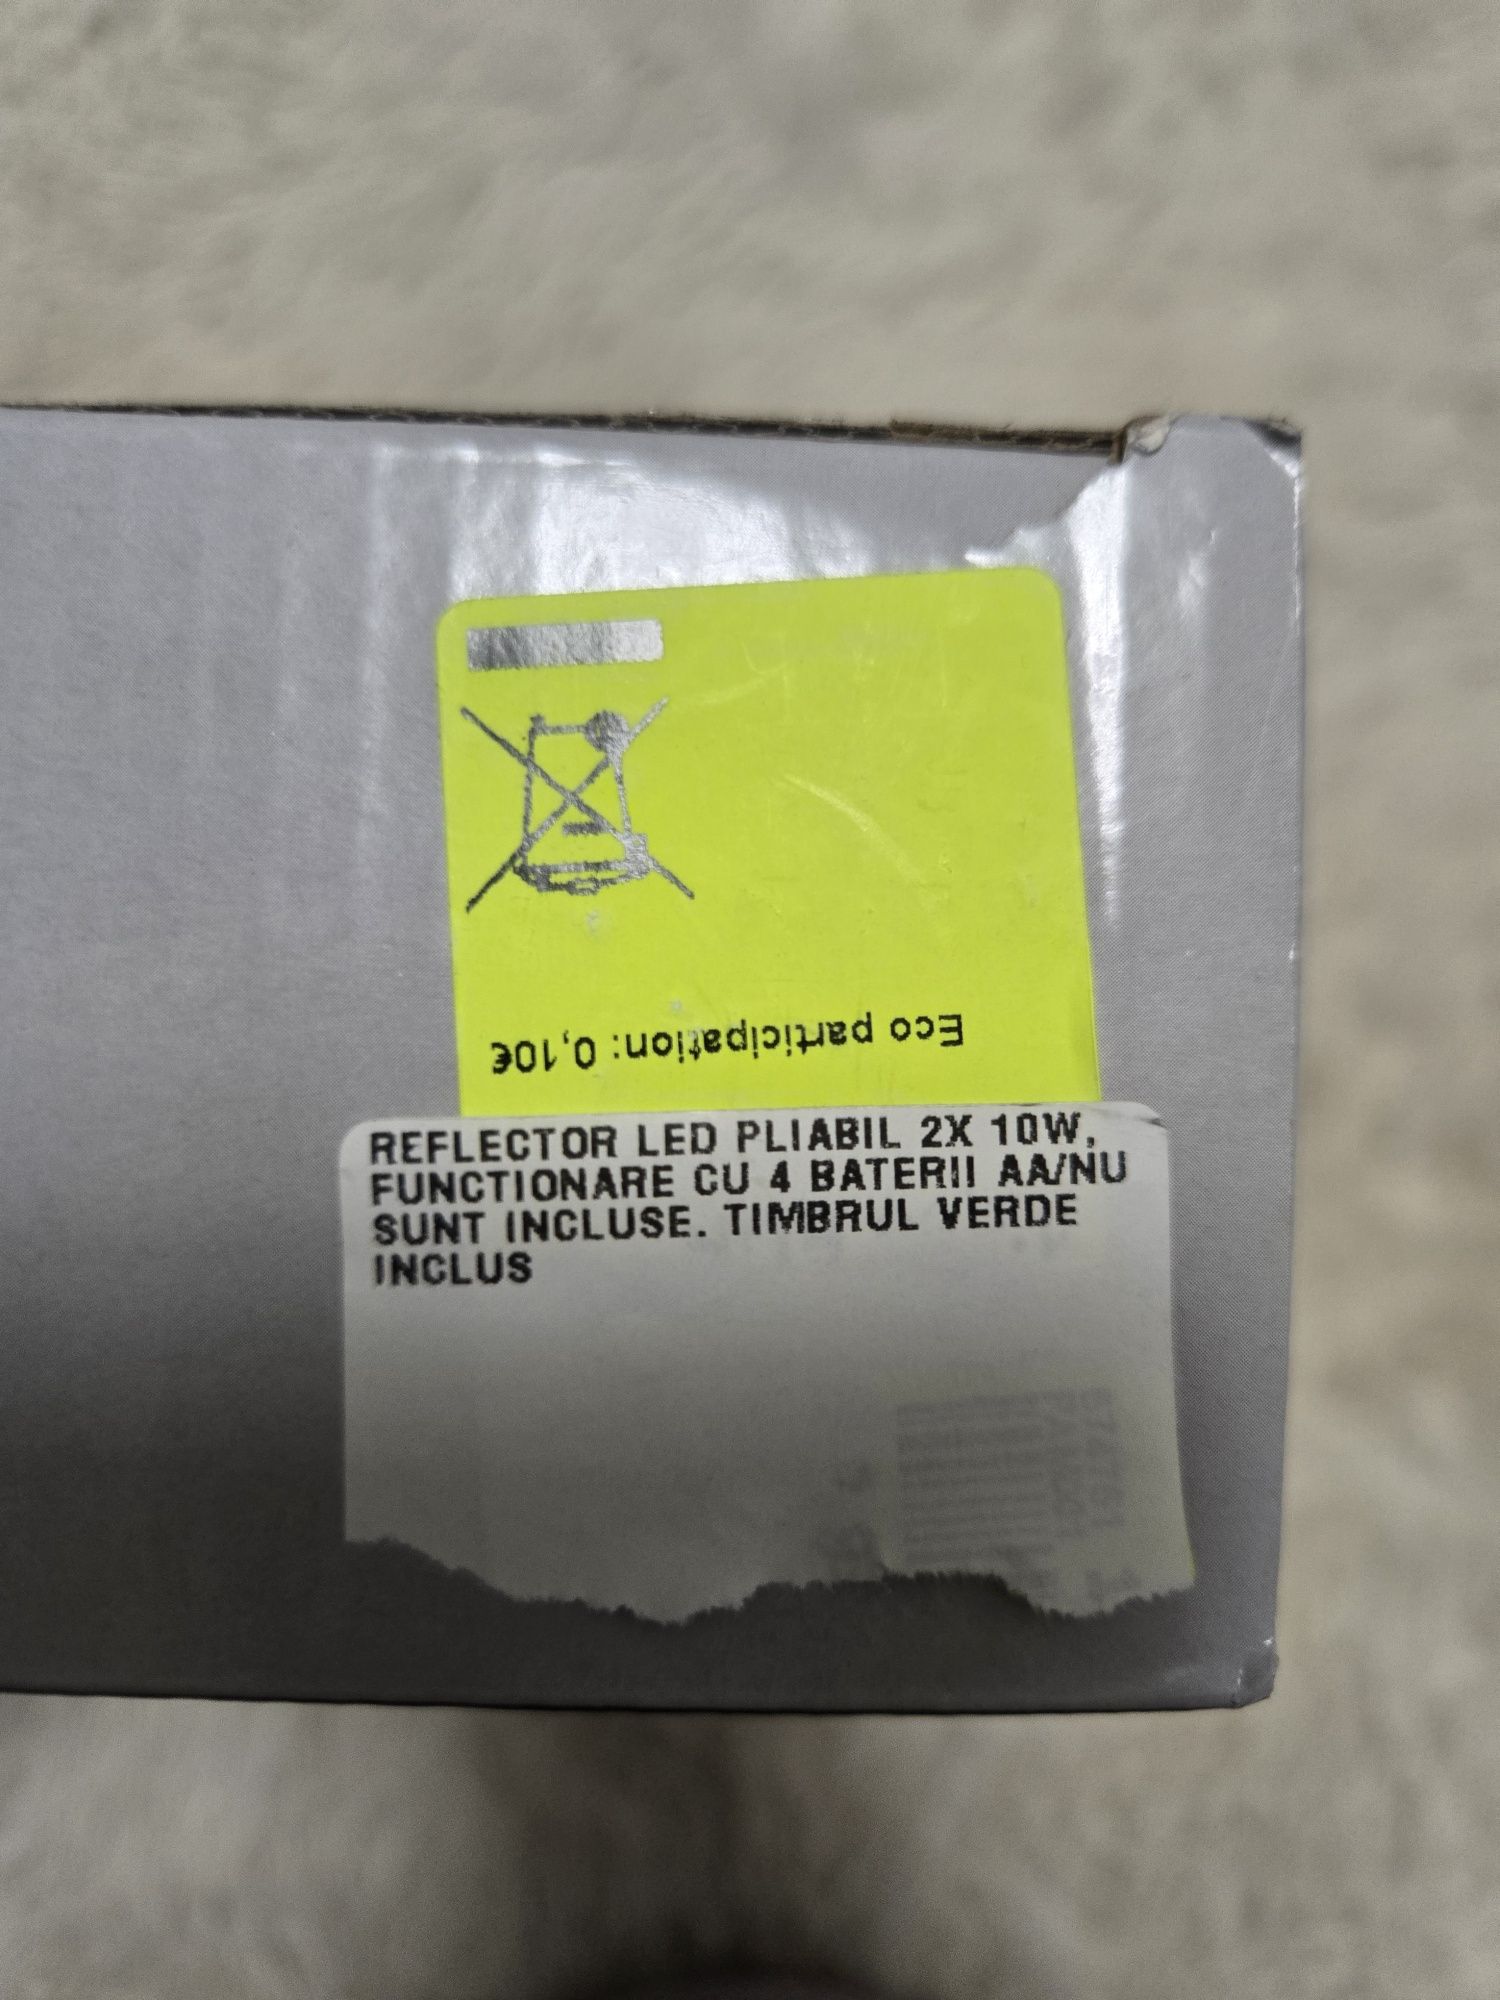 Eco participation: 0,10€
REFLECTOR LED PLIABIL 2X 10W,
FUNCTIONARE CU 4 BATERII AA/NU
SUNT INCLUSE. TIMBRUL VERDE
INCLUS